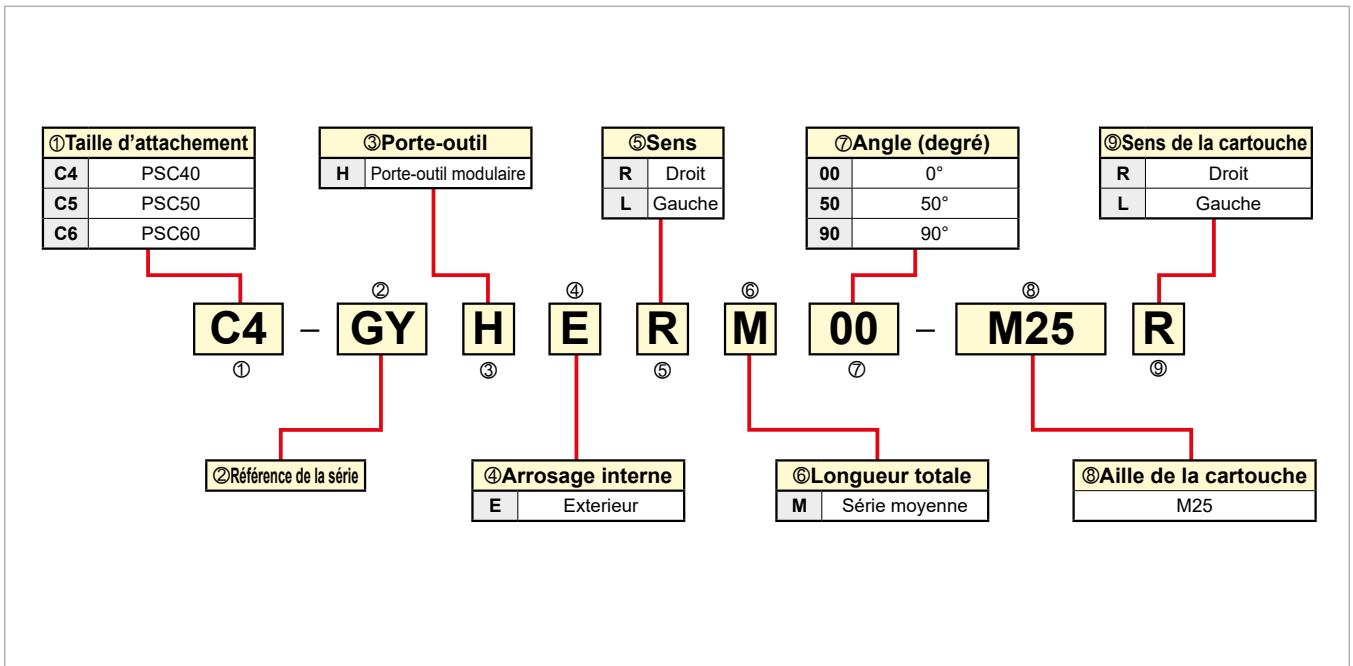 ①Taille d'attachement
C4 PSC40
C5 PSC50
C6 PSC60
③Porte-outil
H Porte-outil modulaire
⑤Sens
R Droit
L Gauche
⑦Angle (degré)
00 0°
50 50°
90 90°
⑨Sens de la cartouche
R Droit
L Gauche
② ④ ⑥ ⑧
C4 – GY H E R M 00 – M25 R
① ③ ⑤ ⑦ ⑨
②Référence de la série
④Arrosage interne
E Exterieur
⑥Longueur totale
M Série moyenne
⑧Aille de la cartouche
M25